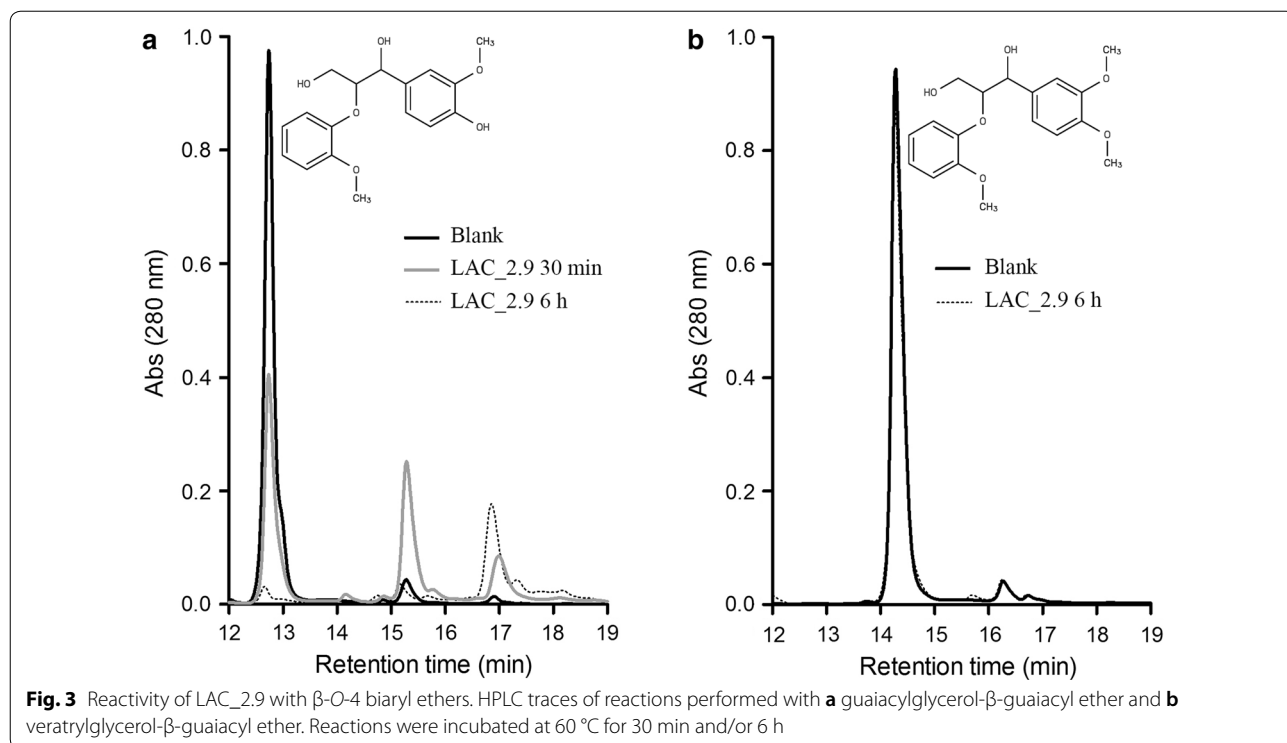 a
1.0
0.8
0.6
0.4
0.2
0.0
Abs (280 nm)
12 13 14 15 16 17 18 19
Retention time (min)
OH
HO
O
O
CH3
O
CH3
OH
Blank
LAC_2.9 30 min
LAC_2.9 6 h
b
1.0
0.8
0.6
0.4
0.2
0.0
Abs (280 nm)
12 13 14 15 16 17 18 19
Retention time (min)
OH
HO
O
O
CH3
O
CH3
O
CH3
Blank
LAC_2.9 6 h
Fig. 3 Reactivity of LAC_2.9 with β-O-4 biaryl ethers. HPLC traces of reactions performed with a guaiacylglycerol-β-guaiacyl ether and b
veratrylglycerol-β-guaiacyl ether. Reactions were incubated at 60 °C for 30 min and/or 6 h